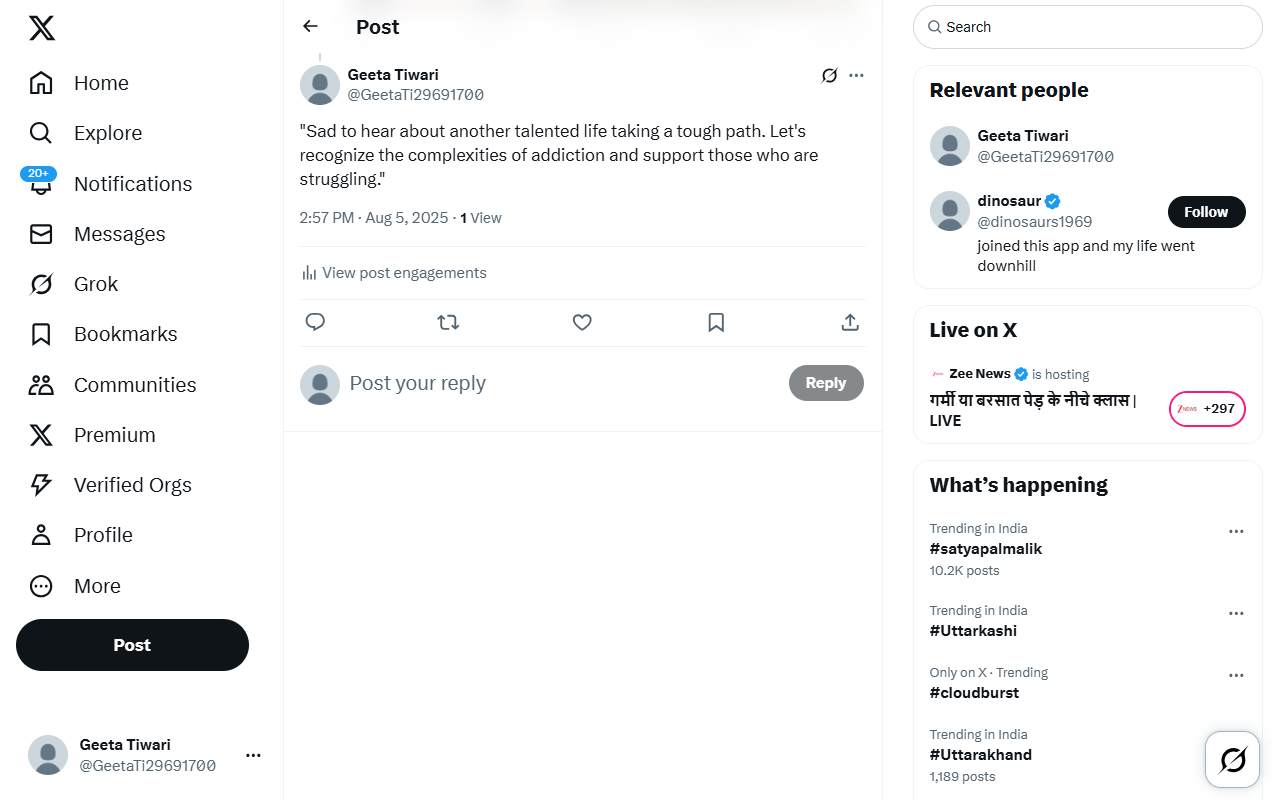 Home
Explore
20+
Notifications
Messages
Grok
Bookmarks
Communities
Premium
Verified Orgs
Profile
More
Post
Geeta Tiwari
@GeetaTi29691700
Post
Geeta Tiwari
@GeetaTi29691700
"Sad to hear about another talented life taking a tough path. Let's
recognize the complexities of addiction and support those who are
struggling."
2:57 PM · Aug 5, 2025 · 1 View
View post engagements
Post your reply
Reply
Search
Relevant people
Geeta Tiwari
@GeetaTi29691700
dinosaur
@dinosaurs1969
Follow
joined this app and my life went
downhill
Live on X
Zee News is hosting
गर्मी या बरसात पेड़ के नीचे क्लास |
LIVE
+297
What's happening
Trending in India
#satyapalmalik
10.2K posts
Trending in India
#Uttarkashi
Only on X · Trending
#cloudburst
Trending in India
#Uttarakhand
1,189 posts